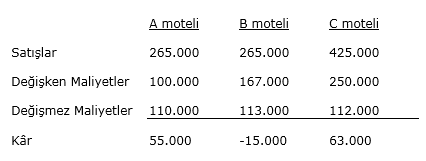 A moteli B moteli C moteli
Satışlar 265.000 265.000 425.000
Değişken Maliyetler 100.000 167.000 250.000
Değişmez Maliyetler 110.000 113.000 112.000
Kâr 55.000 -15.000 63.000